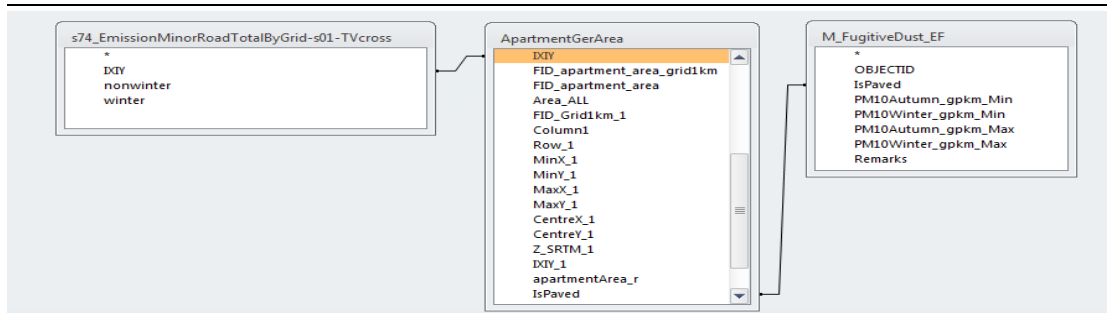 s74_EmissionMinorRoadTotalByGrid-s01-TVcross
*
IXIY
nonwinter
winter
ApartmentGerArea
IXIY
FID_apartment_area_grid1km
FID_apartment_area
Area_ALL
FID_Grid1km_1
Column1
Row_1
MinX_1
MinY_1
MaxX_1
MaxY_1
CentreX_1
CentreY_1
Z_SRTM_1
IXIY_1
apartmentArea_r
IsPaved
M_FugitiveDust_EF
*
OBJECTID
IsPaved
PM10Autumn_gpkm_Min
PM10Winter_gpkm_Min
PM10Autumn_gpkm_Max
PM10Winter_gpkm_Max
Remarks